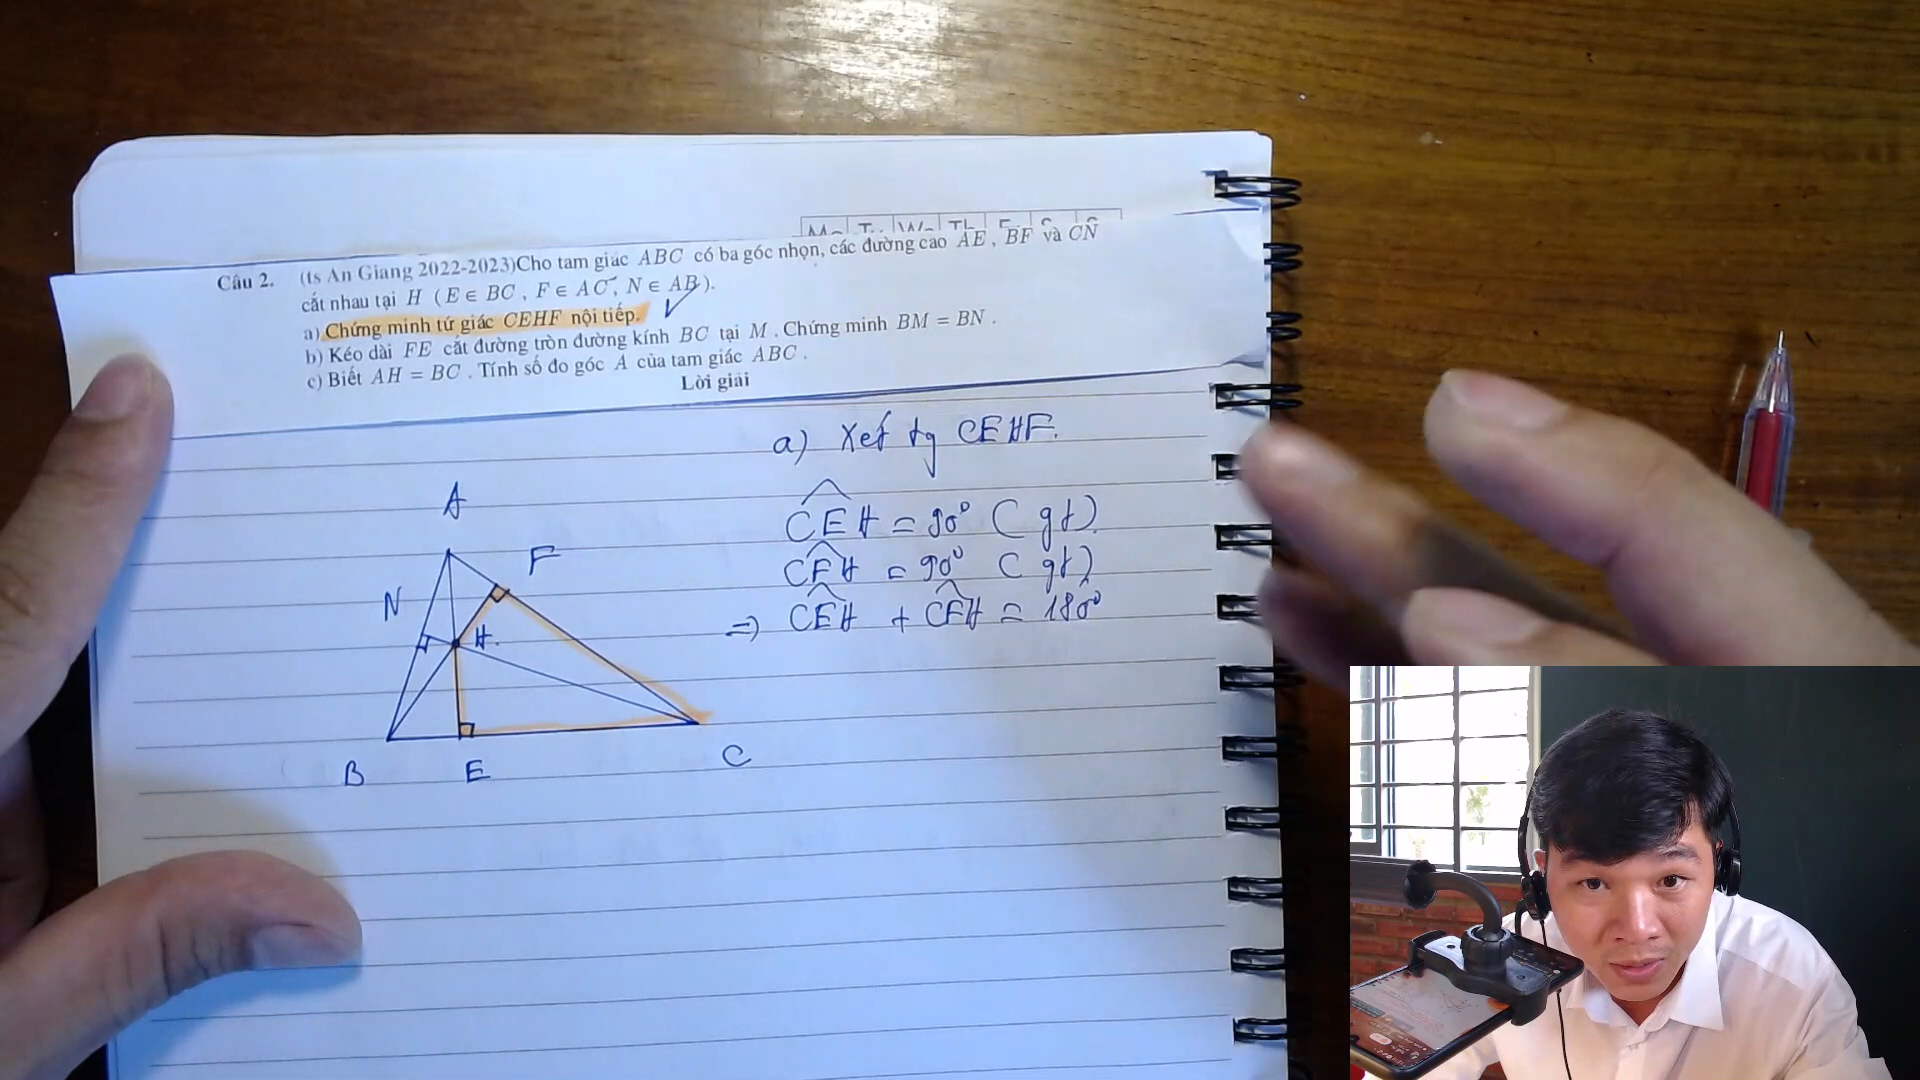 Câu 2. (ts An Giang 2022-2023)Cho tam giác ABC có ba góc nhọn, các đường cao AE , BF và CN
cắt nhau tại H ( E ∈ BC , F ∈ AC , N ∈ AB ).
a) Chứng minh tứ giác CEHF nội tiếp.
b) Kéo dài FE cắt đường tròn đường kính BC tại M . Chứng minh BM = BN .
c) Biết AH = BC . Tính số đo góc A của tam giác ABC .
Lời giải
a) Xét tg CEHF.
CEH = 90° ( gt).
CFH = 90° ( gt)
=> CEH + CFH = 180°
A
F
N
H.
B
E
C